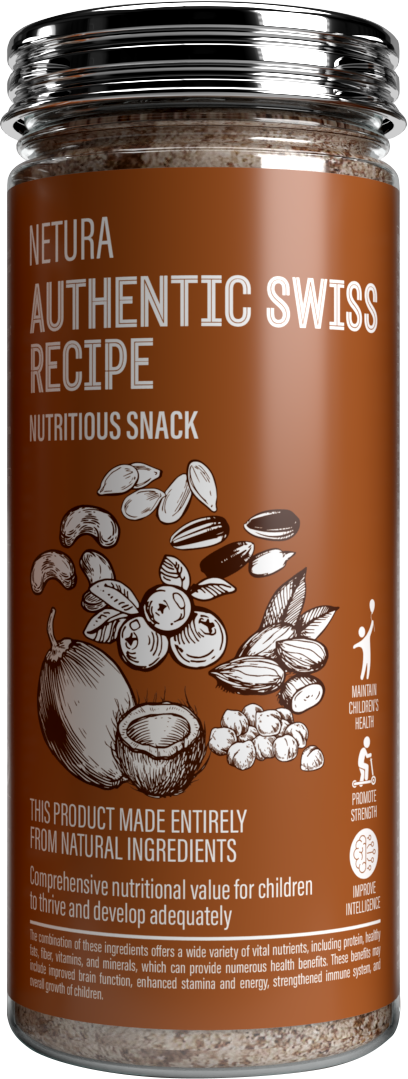 NETURA
AUTHENTIC SWISS
RECIPE
NUTRITIOUS SNACK
MAINTAIN
CHILDREN'S
HEALTH
PROMOTE
STRENGTH
IMPROVE
INTELLIGENCE
THIS PRODUCT MADE ENTIRELY
FROM NATURAL INGREDIENTS
Comprehensive nutritional value for children
to thrive and develop adequately
The combination of these ingredients offers a wide variety of vital nutrients, including protein, healthy
fats, fiber, vitamins, and minerals, which can provide numerous health benefits. These benefits may
include improved brain function, enhanced stamina and energy, strengthened immune system, and
overall growth of children.